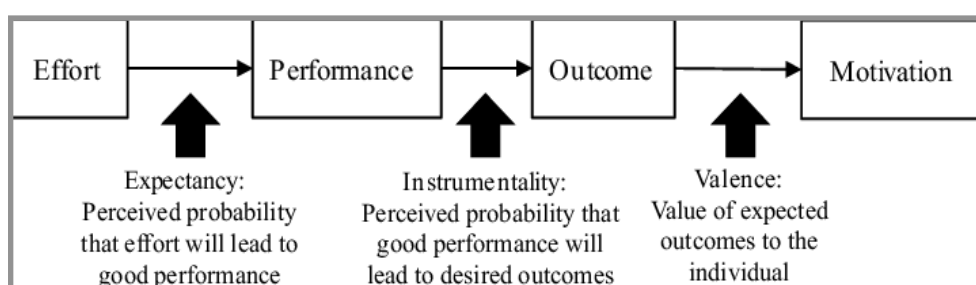 Effort
Performance
Outcome
Motivation
Expectancy:
Perceived probability
that effort will lead to
good performance
Instrumentality:
Perceived probability that
good performance will
lead to desired outcomes
Valence:
Value of expected
outcomes to the
individual